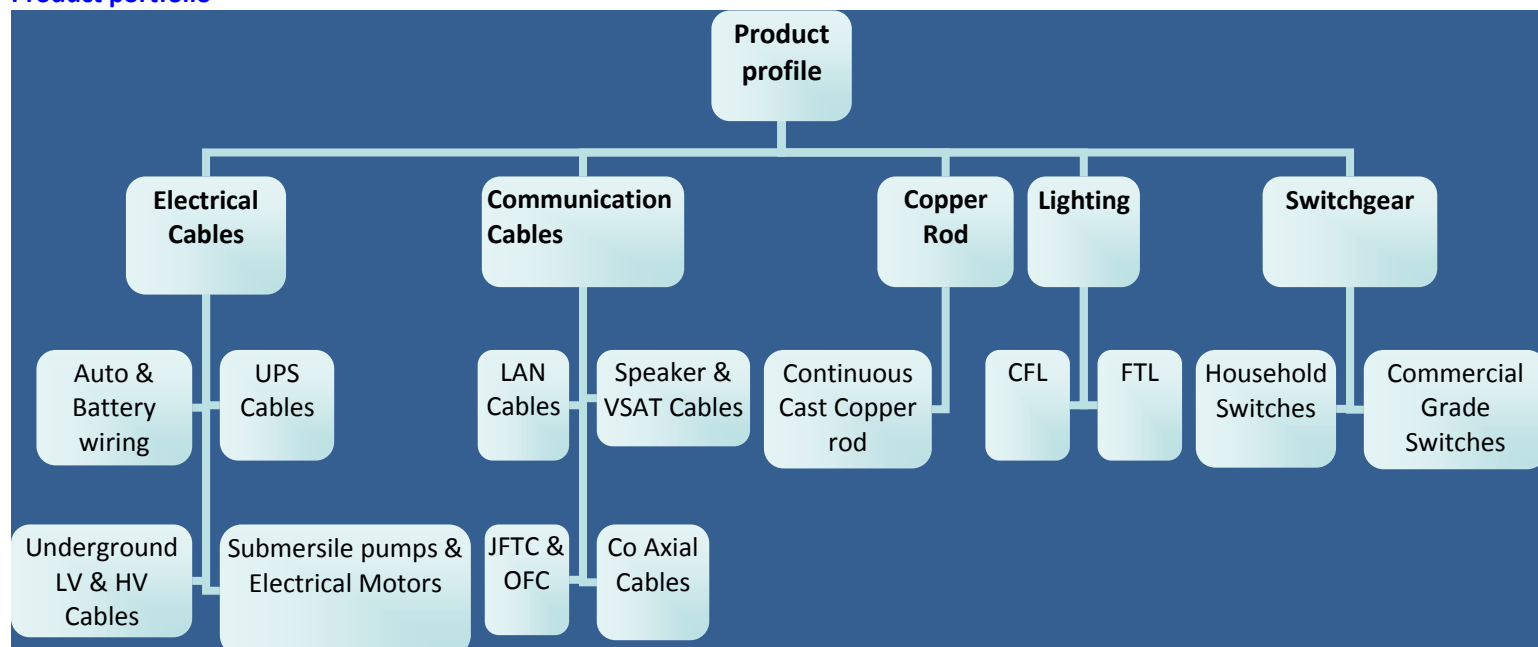 Product portfolio
Product
profile
Electrical
Cables
Communication
Cables
Copper
Rod
Lighting
Switchgear
Auto &
Battery
wiring
UPS
Cables
LAN
Cables
Speaker &
VSAT Cables
Continuous
Cast Copper
rod
CFL
FTL
Household
Switches
Commercial
Grade
Switches
Underground
LV & HV
Cables
Submersile pumps &
Electrical Motors
JFTC &
OFC
Co Axial
Cables